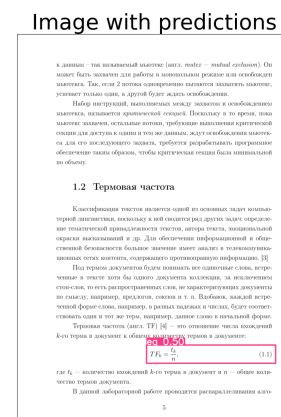 Image with predictions
к данным – так называемый мьютекс (англ. mutex – mutual exclusion). Он
может быть захвачен для работы в монопольном режиме или освобожден
мьютекса. Так, если 2 потока одновременно пытаются захватить мьютекс,
успевает только один, а другой будет ждать освобождения.
Набор инструкций, выполняемых между захватом и освобождением
мьютекса, называется критической секцией. Поскольку в то время, пока
мьютекс захвачен, остальные потоки, требующие выполнения критической
секции для доступа к одним и тем же данным, ждут освобождения мьютек-
са для его последующего захвата, требуется разрабатывать программное
обеспечение таким образом, чтобы критическая секция была минимальной
по объему.
1.2 Термовая частота
Классификация текстов является одной из основных задач компью-
терной лингвистики, поскольку к ней сводится ряд других задач: определе-
ние тематической принадлежности текстов, автора текста, эмоциональной
окраски высказываний и др. Для обеспечения информационной и обще-
ственной безопасности большое значение имеет анализ в телекоммуника-
ционных сетях контента, содержащего противоправную информацию. [3]
Под термом документа будем понимать все одиночные слова, встре-
ченные в тексте хотя бы одного документа коллекции, за исключением
стоп-слов, то есть распространенных слов, не характеризующих документы
по смыслу, например, предлогов, союзов и т. п. Вдобавок, каждой встре-
ченной форме слова, например, в разных падежах и числах, будет соответ-
ствовать один и тот же терм, например, данное слово в начальной форме.
Термовая частота (англ. TF) [4] – это отношение числа вхождений
k-го терма в документ к общему количеству термов в документе:
eq 0.50
TFₖ = tₖ/n, (1.1)
где tₖ – количество вхождений k-го терма в документ и n – общее коли-
чество термов документа.
В данной лабораторной работе проводится распараллеливания алго-
5